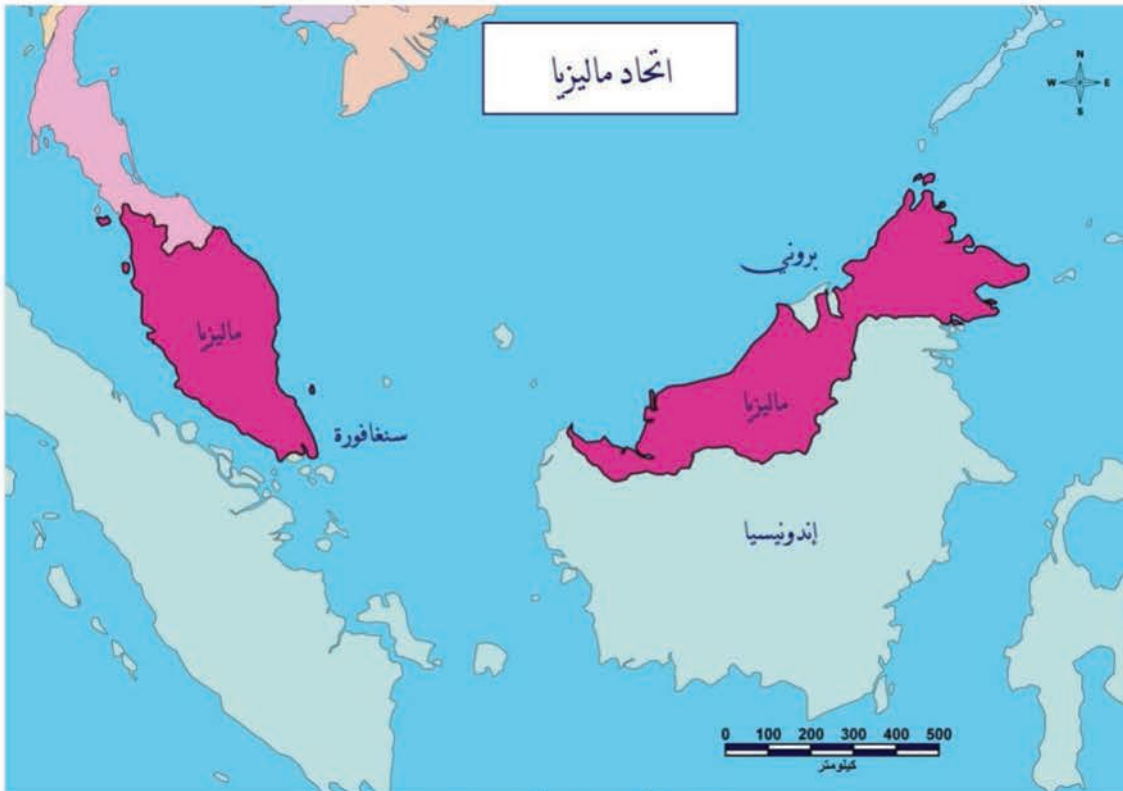 اتحاد ماليزيا
N
W E
S
بروني
ماليزيا
ماليزيا
سنغافورة
إندونيسيا
0 100 200 300 400 500
كيلومتر